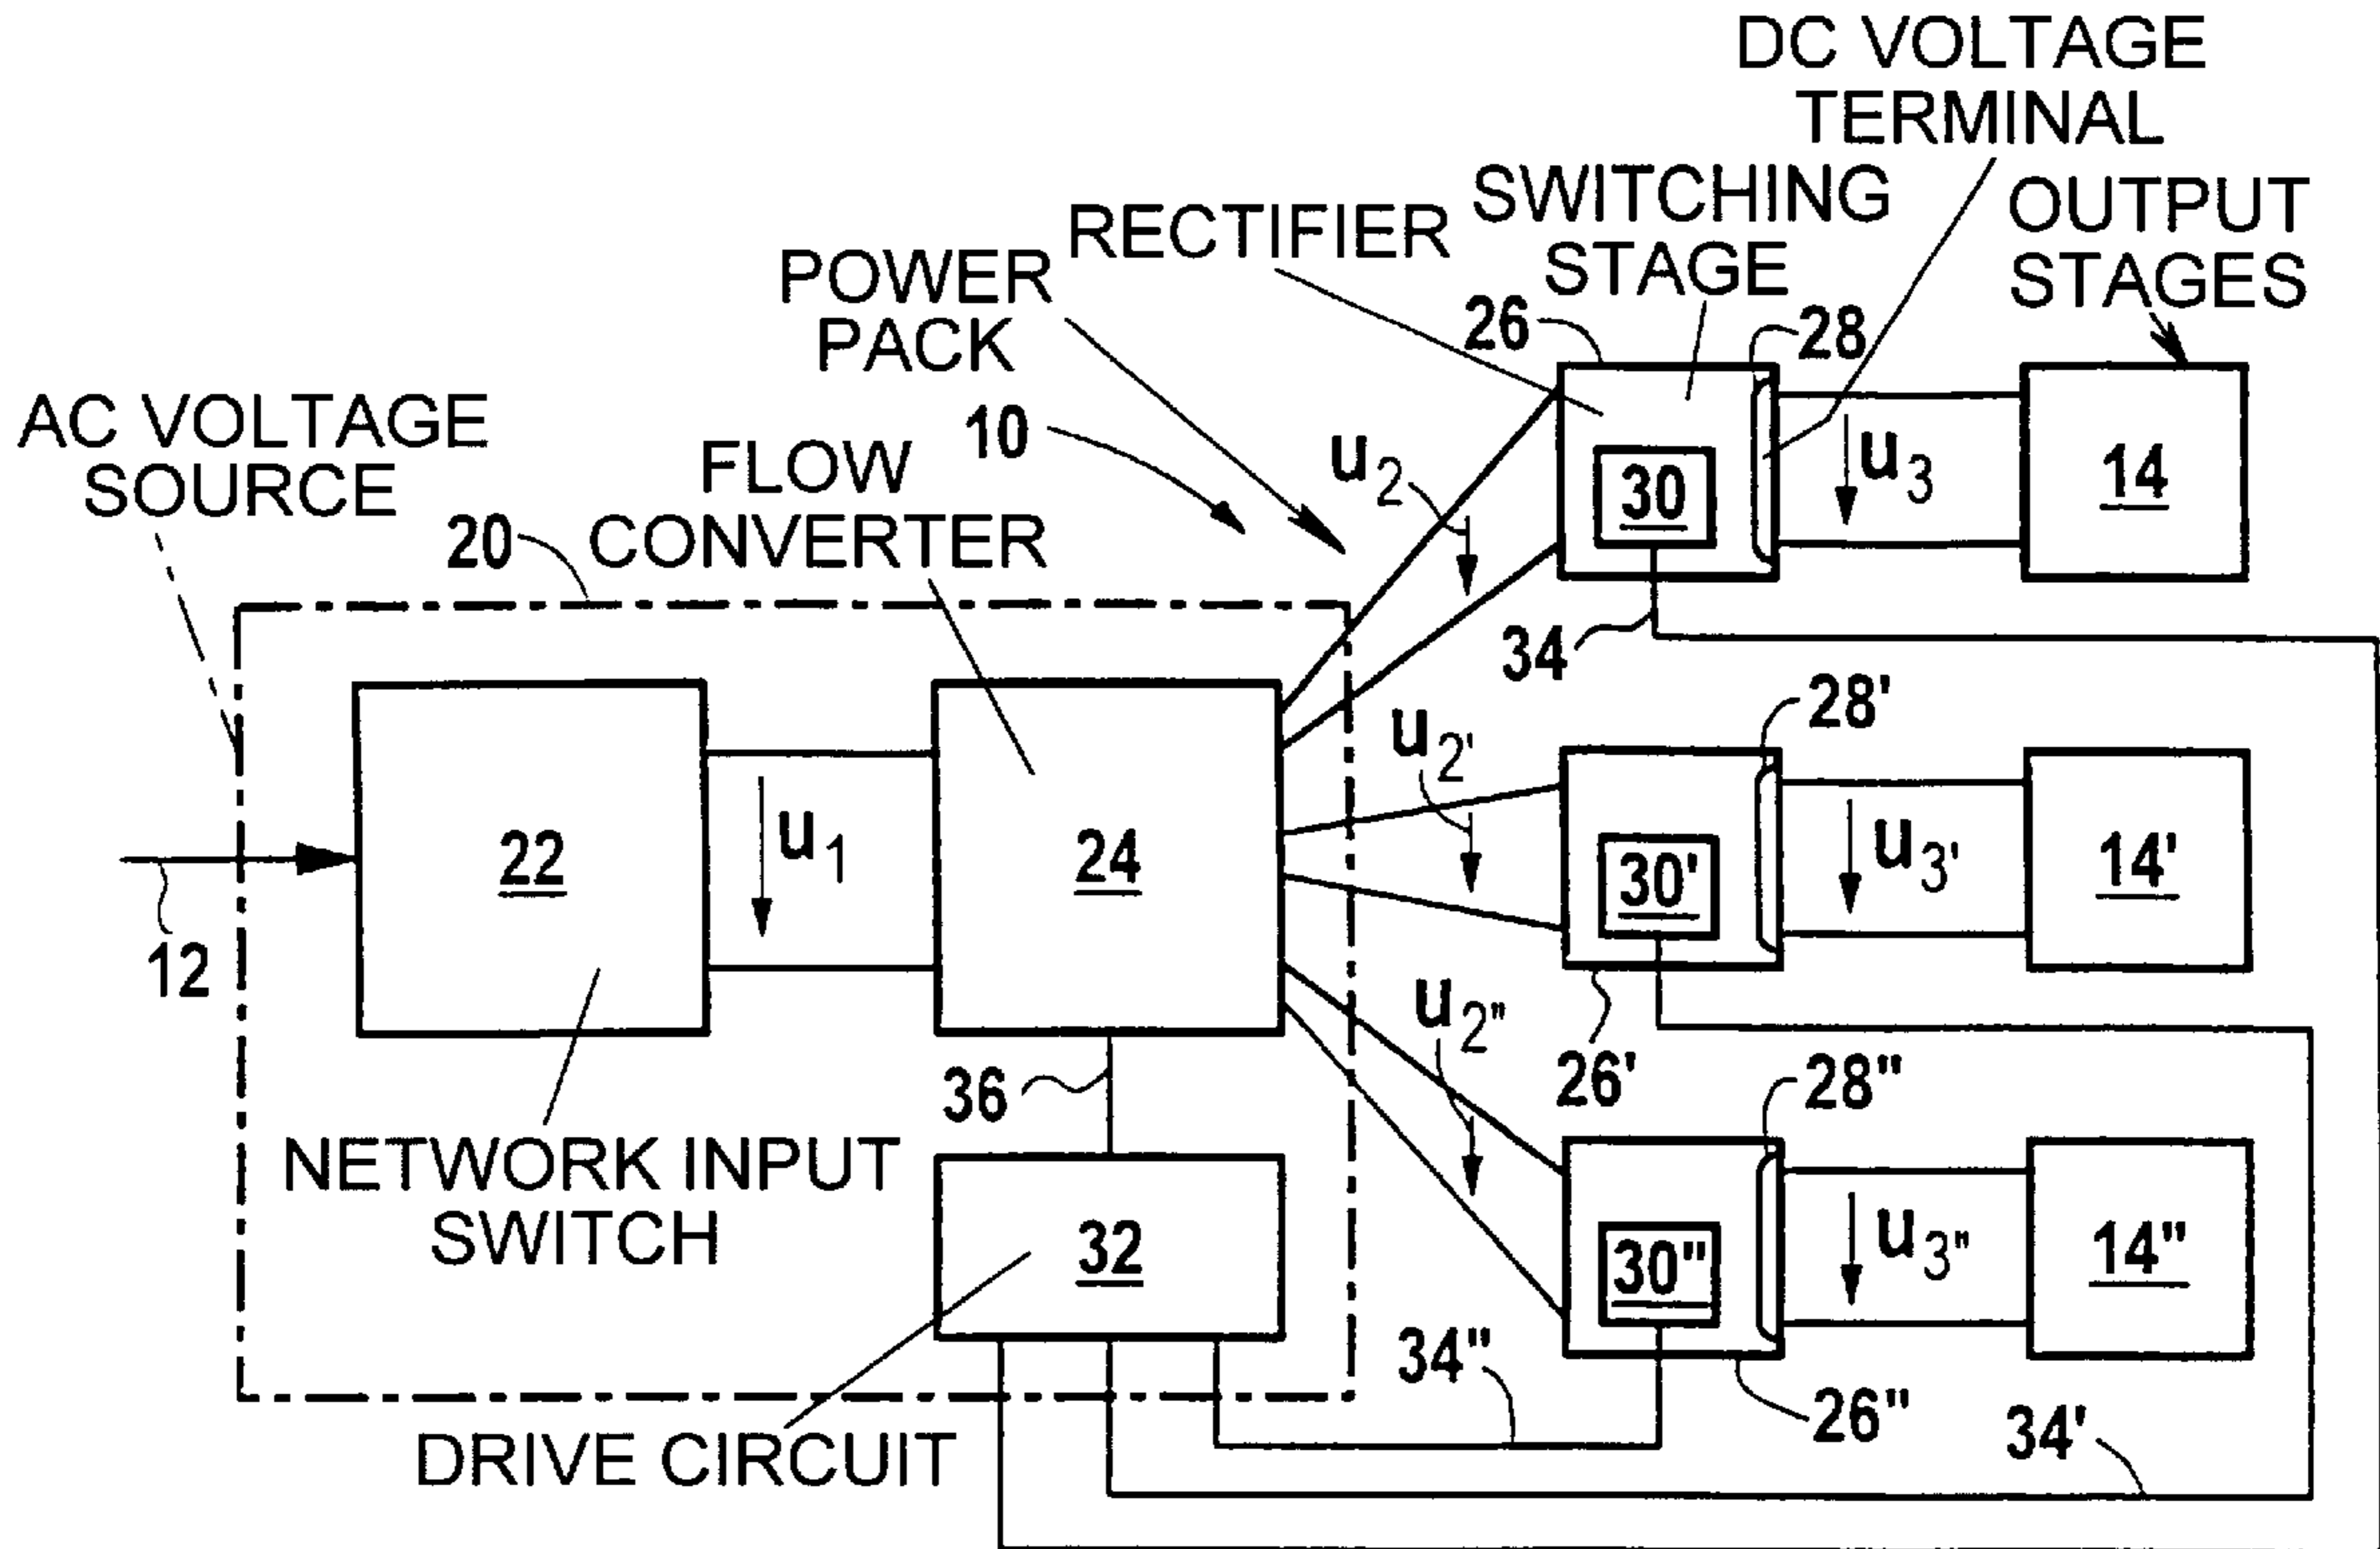 DC VOLTAGE
TERMINAL
SWITCHING
STAGE
OUTPUT
STAGES
RECTIFIER
POWER
PACK
26
28
AC VOLTAGE
SOURCE
FLOW
CONVERTER
10
20
u2
30
u3
14
34
28'
u2'
22
u1
24
30'
u3'
14'
12
u2"
26'
28"
36
NETWORK INPUT
SWITCH
32
30"
u3"
14"
34"
26"
DRIVE CIRCUIT
34'